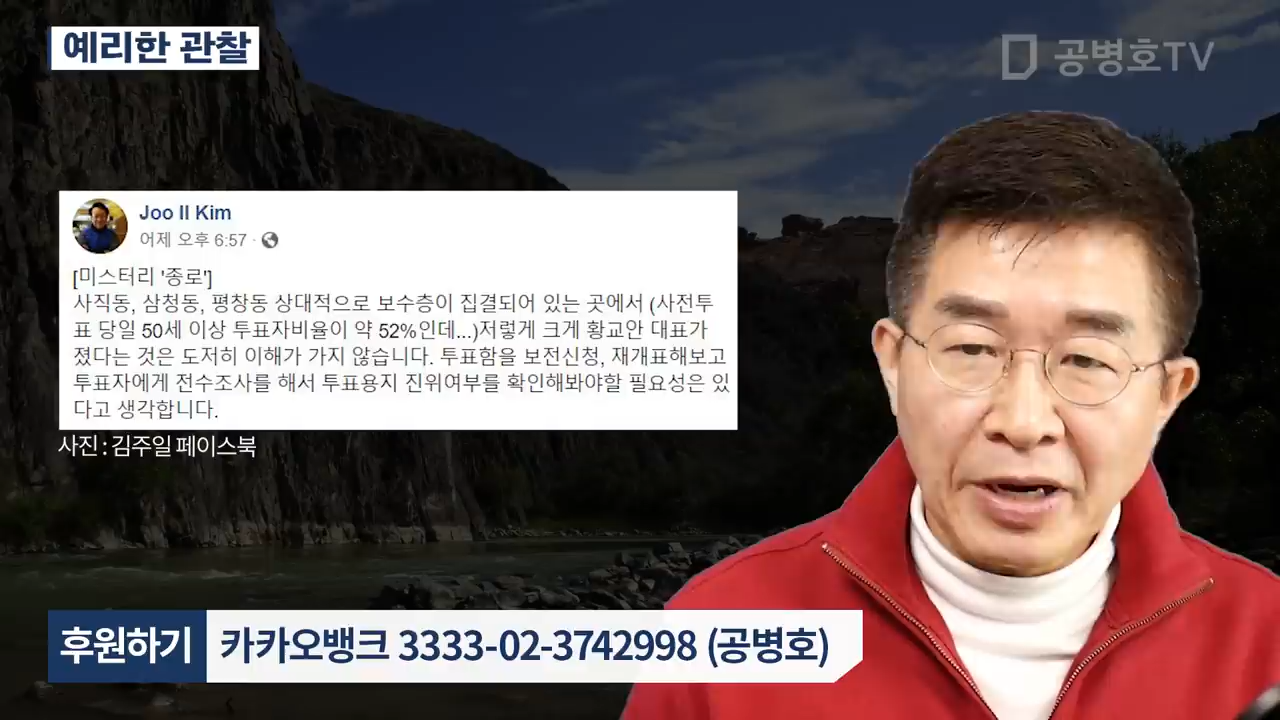 예리한 관찰
공병호TV
Joo Il Kim
어제 오후 6:57 ·
[미스터리 '종로']
사직동, 삼청동, 평창동 상대적으로 보수층이 집결되어 있는 곳에서 (사전투
표 당일 50세 이상 투표자비율이 약 52%인데...)저렇게 크게 황교안 대표가
졌다는 것은 도저히 이해가 가지 않습니다. 투표함을 보전신청, 재개표해보고
투표자에게 전수조사를 해서 투표용지 진위여부를 확인해봐야할 필요성은 있
다고 생각합니다.
사진 : 김주일 페이스북
후원하기 카카오뱅크 3333-02-3742998 (공병호)